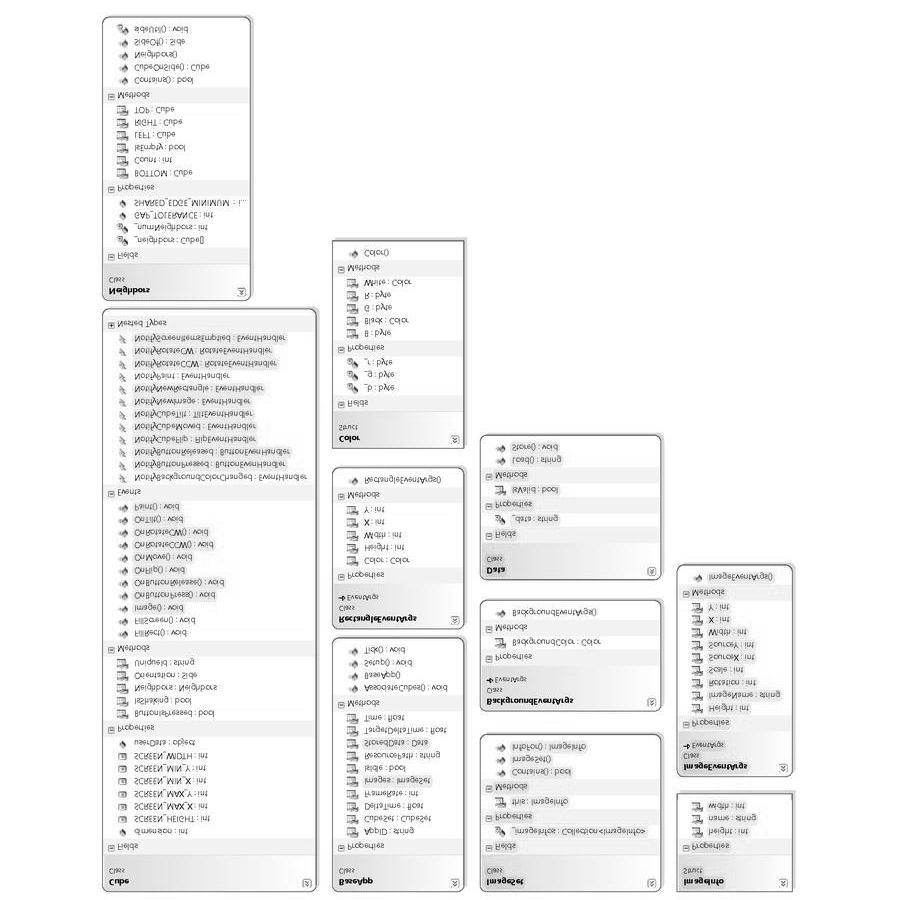 Cube
Class
Fields
dimension : int
SCREEN_HEIGHT : int
SCREEN_MAX_X : int
SCREEN_MAX_Y : int
SCREEN_MIN_X : int
SCREEN_MIN_Y : int
SCREEN_WIDTH : int
userData : object
Properties
ButtonIsPressed : bool
IsShaking : bool
Neighbors : Neighbors
Orientation : Side
UniqueId : string
Methods
FillRect() : void
FillScreen() : void
Image() : void
OnButtonPress() : void
OnButtonRelease() : void
OnFlip() : void
OnMove() : void
OnRotateCCW() : void
OnRotateCW() : void
OnTilt() : void
Paint() : void
Events
NotifyBackgroundColorChanged : EventHandler
NotifyButtonPressed : ButtonEventHandler
NotifyButtonReleased : ButtonEventHandler
NotifyCubeFlip : FlipEventHandler
NotifyCubeMoved : EventHandler
NotifyCubeTilt : TiltEventHandler
NotifyNewImage : EventHandler
NotifyNewRectangle : EventHandler
NotifyPaint : EventHandler
NotifyRotateCCW : RotateEventHandler
NotifyRotateCW : RotateEventHandler
NotifyScreenItemsEmptied : EventHandler
Nested Types
Neighbors
Class
Fields
_neighbors : Cube[]
_numNeighbors : int
GAP_TOLERANCE : int
SHARED_EDGE_MINIMUM : i...
Properties
BOTTOM : Cube
Count : int
IsEmpty : bool
LEFT : Cube
RIGHT : Cube
TOP : Cube
Methods
Contains() : bool
CubeOnSide() : Cube
Neighbors()
SideOf() : Side
sideUtil() : void
BaseApp
Class
Properties
AppID : string
CubeSet : CubeSet
DeltaTime : float
FrameRate : int
Images : ImageSet
IsIdle : bool
ResourcePath : string
StoredData : Data
TargetDeltaTime : float
Time : float
Methods
AssociateCubes() : void
BaseApp()
Setup() : void
Tick() : void
RectangleEventArgs
Class
EventArgs
Properties
Color : Color
Height : int
Width : int
X : int
Y : int
Methods
RectangleEventArgs()
Color
Struct
Fields
_b : byte
_g : byte
_r : byte
Properties
B : byte
Black : Color
G : byte
R : byte
White : Color
Methods
Color()
ImageSet
Class
Fields
_imageInfos : Collection<ImageInfo>
Properties
this : ImageInfo
Methods
Contains() : bool
ImageSet()
InfoFor() : ImageInfo
BackgroundEventArgs
Class
EventArgs
Properties
BackgroundColor : Color
Methods
BackgroundEventArgs()
Data
Class
Fields
_data : string
Properties
IsValid : bool
Methods
Load() : string
Store() : void
ImageInfo
Struct
Fields
height : int
name : string
width : int
ImageEventArgs
Class
EventArgs
Properties
Height : int
ImageName : string
Rotation : int
Scale : int
SourceX : int
SourceY : int
Width : int
X : int
Y : int
Methods
ImageEventArgs()